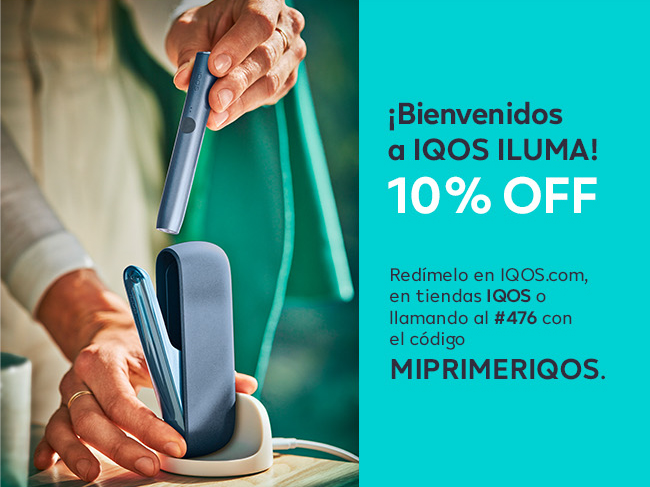 ¡Bienvenidos
a IQOS ILUMA!
10% OFF
Redímelo en IQOS.com,
en tiendas IQOS o
llamando al #476 con
el código
MIPRIMERIQOS.